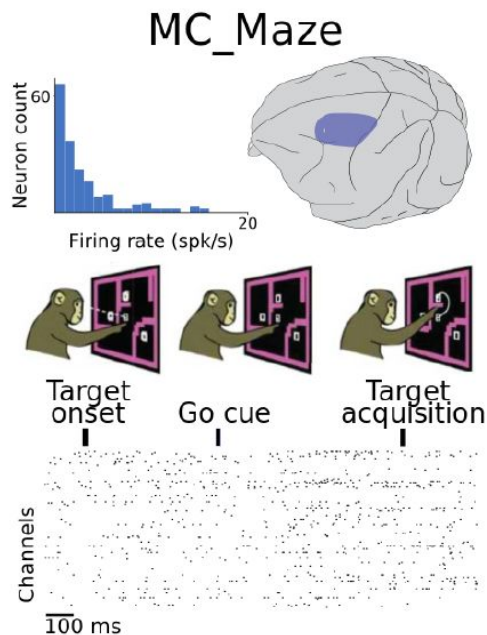 MC_Maze
60
Neuron count
20
Firing rate (spk/s)
Target onset
Go cue
Target acquisition
Channels
100 ms